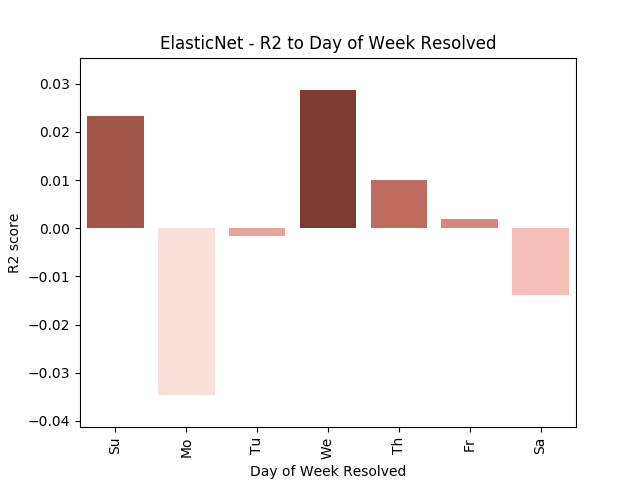 ElasticNet - R2 to Day of Week Resolved
0.03
0.02
0.01
0.00
−0.01
−0.02
−0.03
−0.04
R2 score
Su
Mo
Tu
We
Th
Fr
Sa
Day of Week Resolved